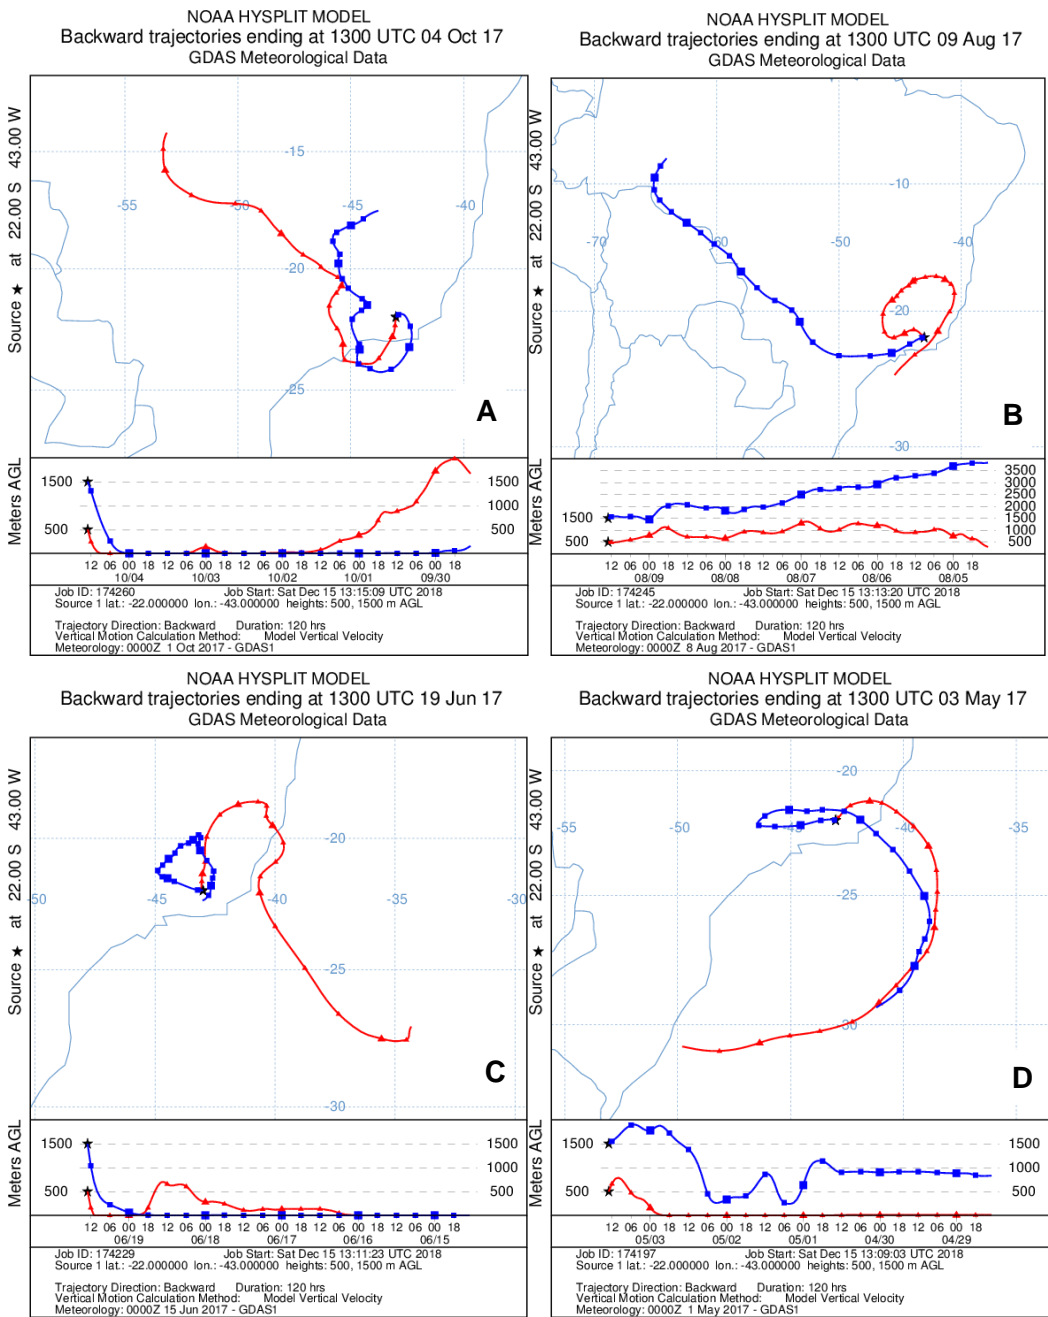 NOAA HYSPLIT MODEL
Backward trajectories ending at 1300 UTC 04 Oct 17
GDAS Meteorological Data
Source ★ at 22.00 S 43.00 W
-15
-55
-50
-45
-40
-20
-25
A
Meters AGL
1500
500
1500
1000
500
12 06 00 18 12 06 00 18 12 06 00 18 12 06 00 18 12 06 00 18
10/04 10/03 10/02 10/01 09/30
Job ID: 174260 Job Start: Sat Dec 15 13:15:09 UTC 2018
Source 1 lat.: -22.000000 lon.: -43.000000 heights: 500, 1500 m AGL
Trajectory Direction: Backward Duration: 120 hrs
Vertical Motion Calculation Method: Model Vertical Velocity
Meteorology: 0000Z 1 Oct 2017 - GDAS1
NOAA HYSPLIT MODEL
Backward trajectories ending at 1300 UTC 09 Aug 17
GDAS Meteorological Data
Source ★ at 22.00 S 43.00 W
-10
-70
-60
-50
-40
-20
-30
B
Meters AGL
1500
500
3500
3000
2500
2000
1500
1000
500
12 06 00 18 12 06 00 18 12 06 00 18 12 06 00 18 12 06 00 18
08/09 08/08 08/07 08/06 08/05
Job ID: 174245 Job Start: Sat Dec 15 13:13:20 UTC 2018
Source 1 lat.: -22.000000 lon.: -43.000000 heights: 500, 1500 m AGL
Trajectory Direction: Backward Duration: 120 hrs
Vertical Motion Calculation Method: Model Vertical Velocity
Meteorology: 0000Z 8 Aug 2017 - GDAS1
NOAA HYSPLIT MODEL
Backward trajectories ending at 1300 UTC 19 Jun 17
GDAS Meteorological Data
Source ★ at 22.00 S 43.00 W
-20
-50
-45
-40
-35
-30
-25
-30
C
Meters AGL
1500
500
1500
1000
500
12 06 00 18 12 06 00 18 12 06 00 18 12 06 00 18 12 06 00 18
06/19 06/18 06/17 06/16 06/15
Job ID: 174229 Job Start: Sat Dec 15 13:11:23 UTC 2018
Source 1 lat.: -22.000000 lon.: -43.000000 heights: 500, 1500 m AGL
Trajectory Direction: Backward Duration: 120 hrs
Vertical Motion Calculation Method: Model Vertical Velocity
Meteorology: 0000Z 15 Jun 2017 - GDAS1
NOAA HYSPLIT MODEL
Backward trajectories ending at 1300 UTC 03 May 17
GDAS Meteorological Data
Source ★ at 22.00 S 43.00 W
-20
-55
-50
-45
-40
-35
-25
-30
D
Meters AGL
1500
500
1500
1000
500
12 06 00 18 12 06 00 18 12 06 00 18 12 06 00 18 12 06 00 18
05/03 05/02 05/01 04/30 04/29
Job ID: 174197 Job Start: Sat Dec 15 13:09:03 UTC 2018
Source 1 lat.: -22.000000 lon.: -43.000000 heights: 500, 1500 m AGL
Trajectory Direction: Backward Duration: 120 hrs
Vertical Motion Calculation Method: Model Vertical Velocity
Meteorology: 0000Z 1 May 2017 - GDAS1